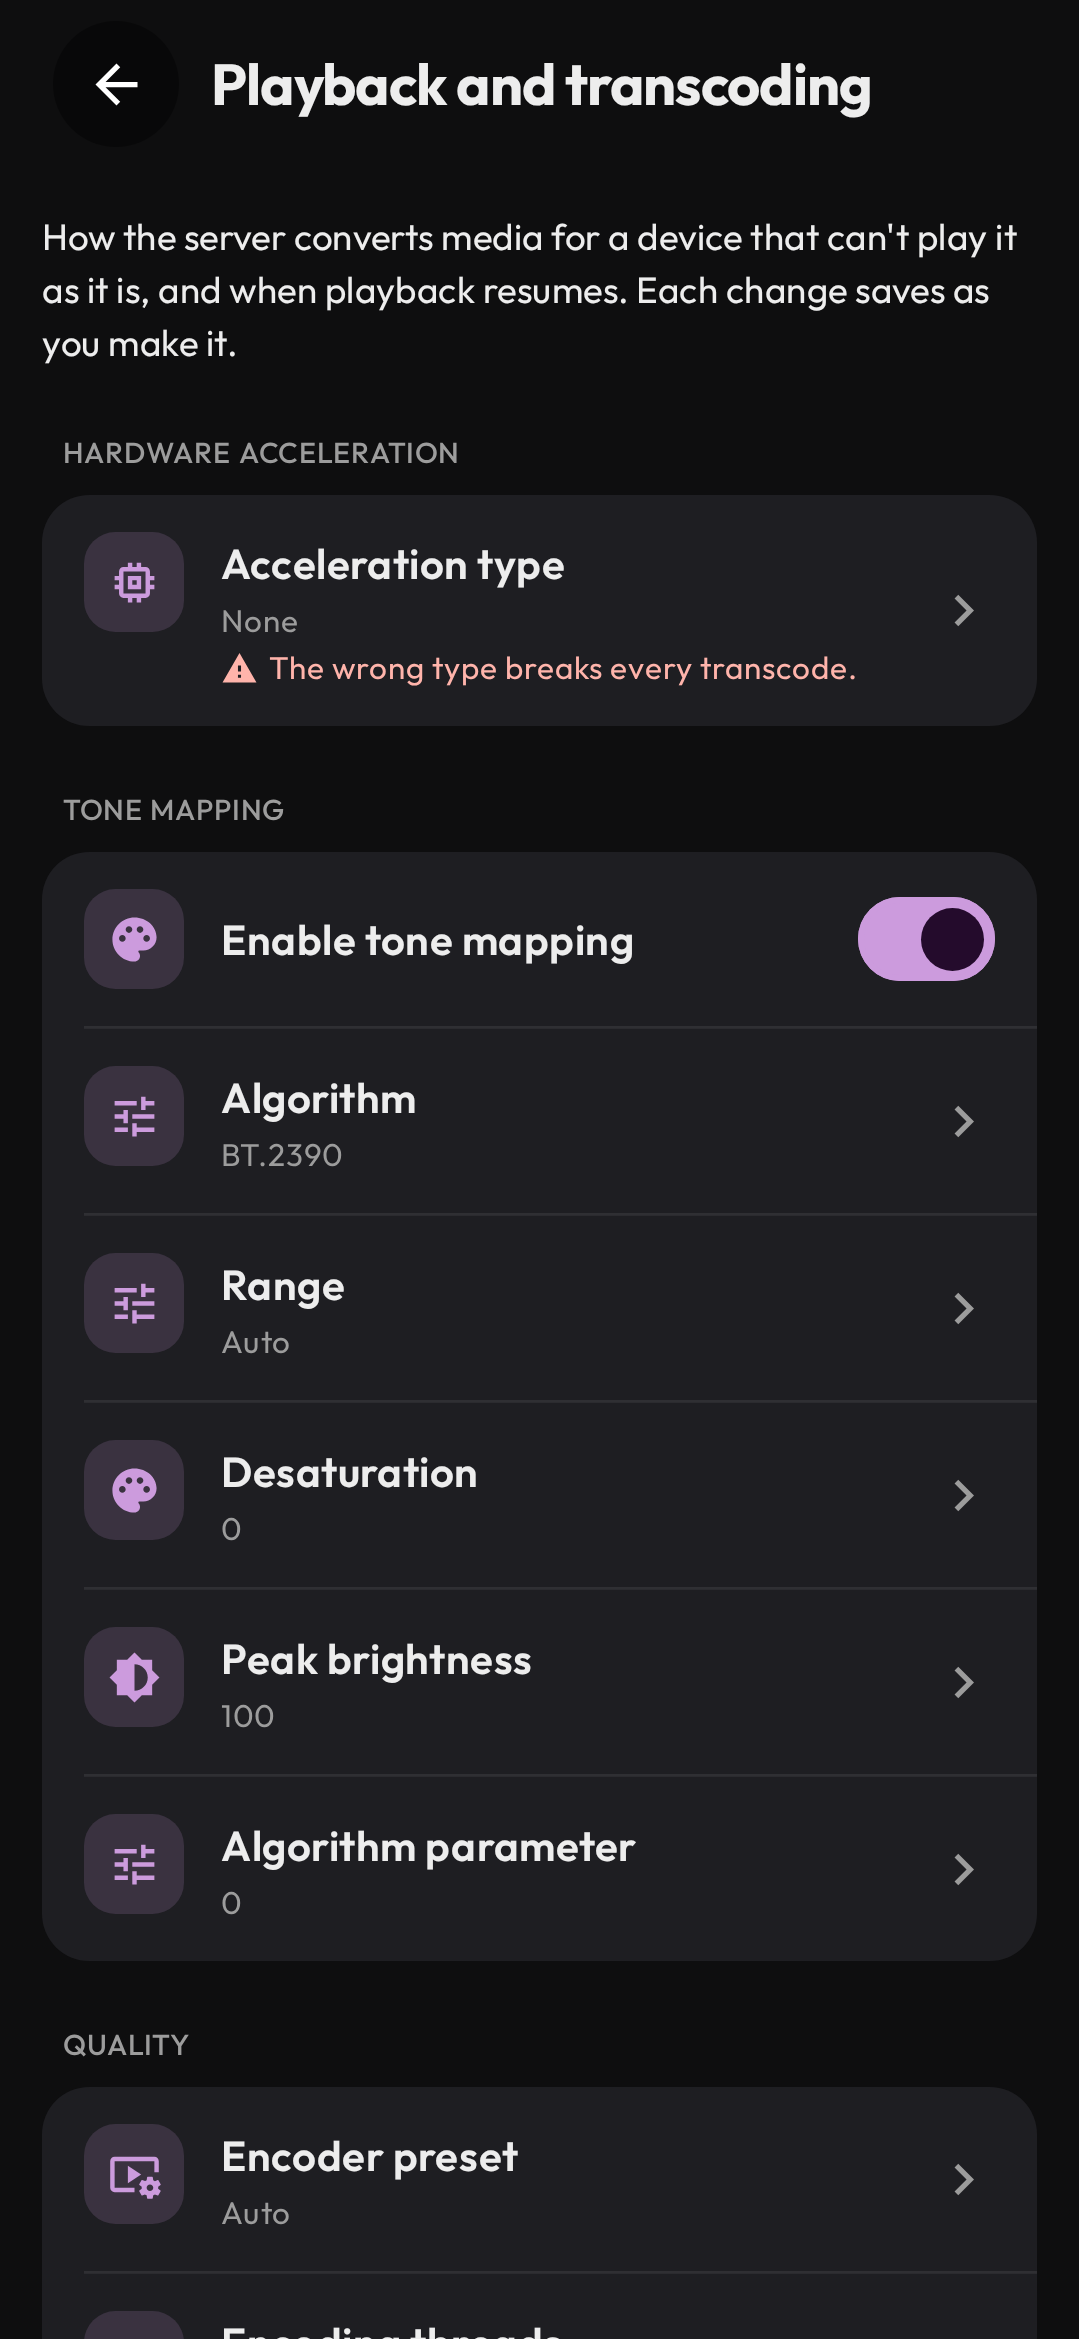 Playback and transcoding
How the server converts media for a device that can't play it
as it is, and when playback resumes. Each change saves as
you make it.
HARDWARE ACCELERATION
Acceleration type
None
The wrong type breaks every transcode.
TONE MAPPING
Enable tone mapping
Algorithm
BT.2390
Range
Auto
Desaturation
0
Peak brightness
100
Algorithm parameter
0
QUALITY
Encoder preset
Auto
Encoding threads